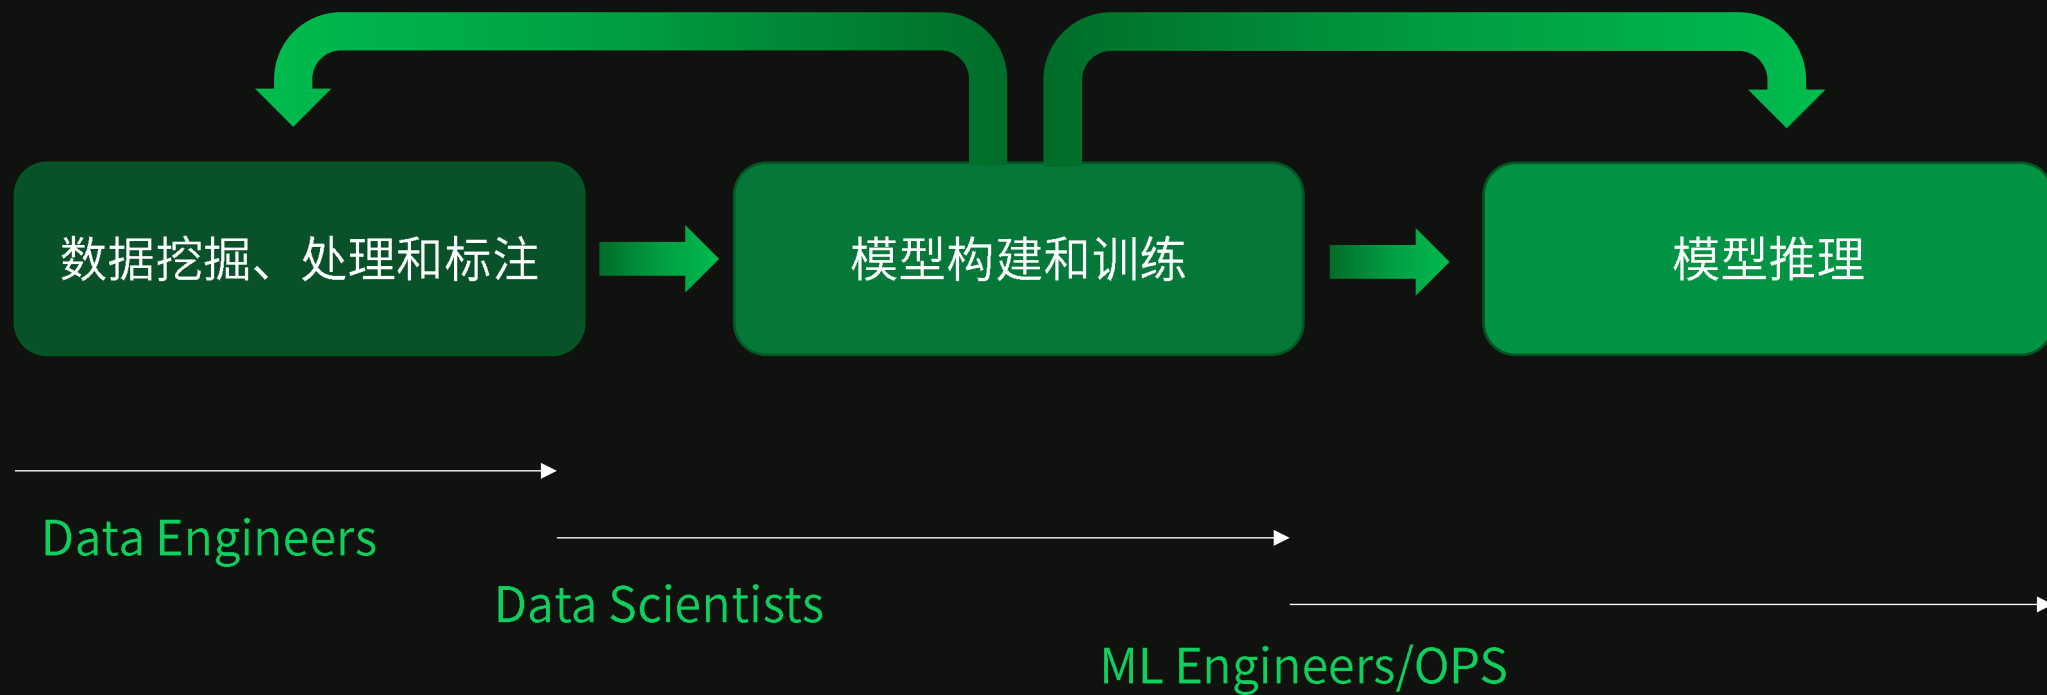 数据挖掘、处理和标注
模型构建和训练
模型推理
Data Engineers
Data Scientists
ML Engineers/OPS